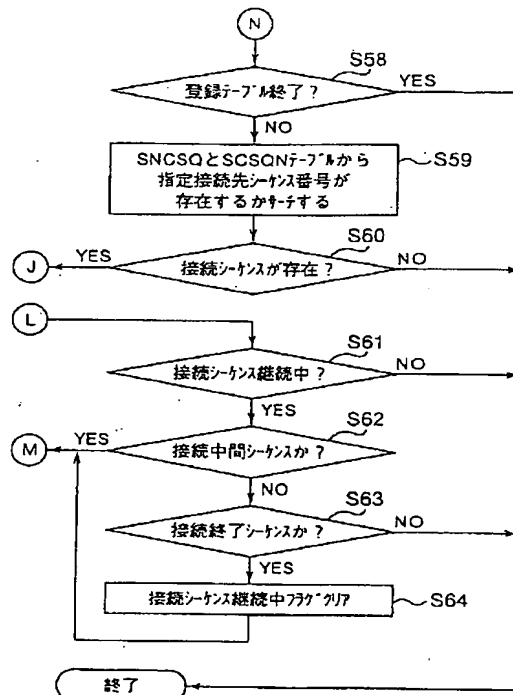 N
S58
登録テーブル終了？
YES
NO
SNCSQとSCSQNテーブルから
指定接続先シーケンス番号が
存在するかサーチする
S59
S60
J
YES
接続シーケンスが存在？
NO
L
S61
接続シーケンス継続中？
NO
YES
S62
M
YES
接続中間シーケンスか？
NO
S63
接続終了シーケンスか？
NO
YES
接続シーケンス継続中フラグクリア
S64
終了